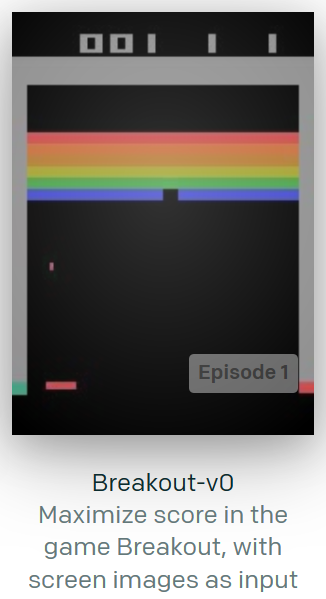 001 1 1
Episode 1
Breakout-v0
Maximize score in the
game Breakout, with
screen images as input